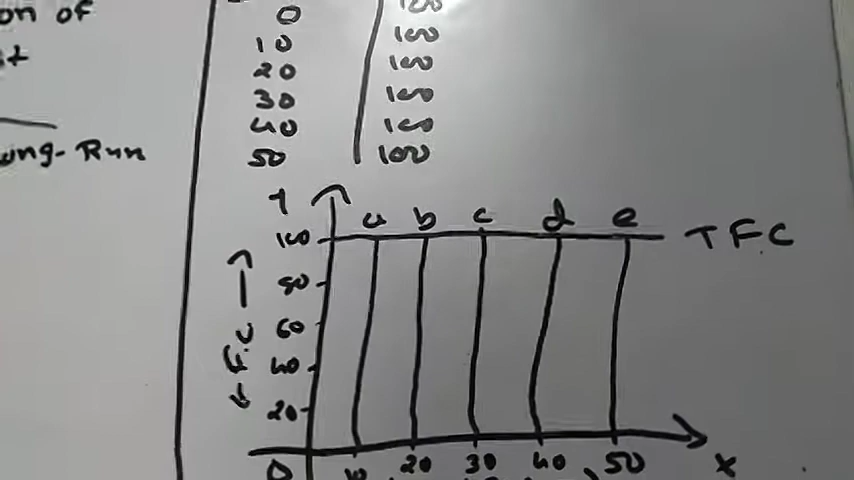 on of
0 100
10 100
20 100
30 100
40 100
ong-Run
50 100
Y
a b c d e
100 TFC
80
60
F.C
40
20
0 10 20 30 40 50 X